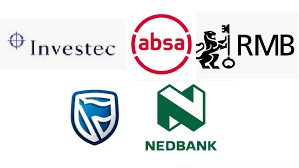 Investec
absa
RMB
NEDBANK